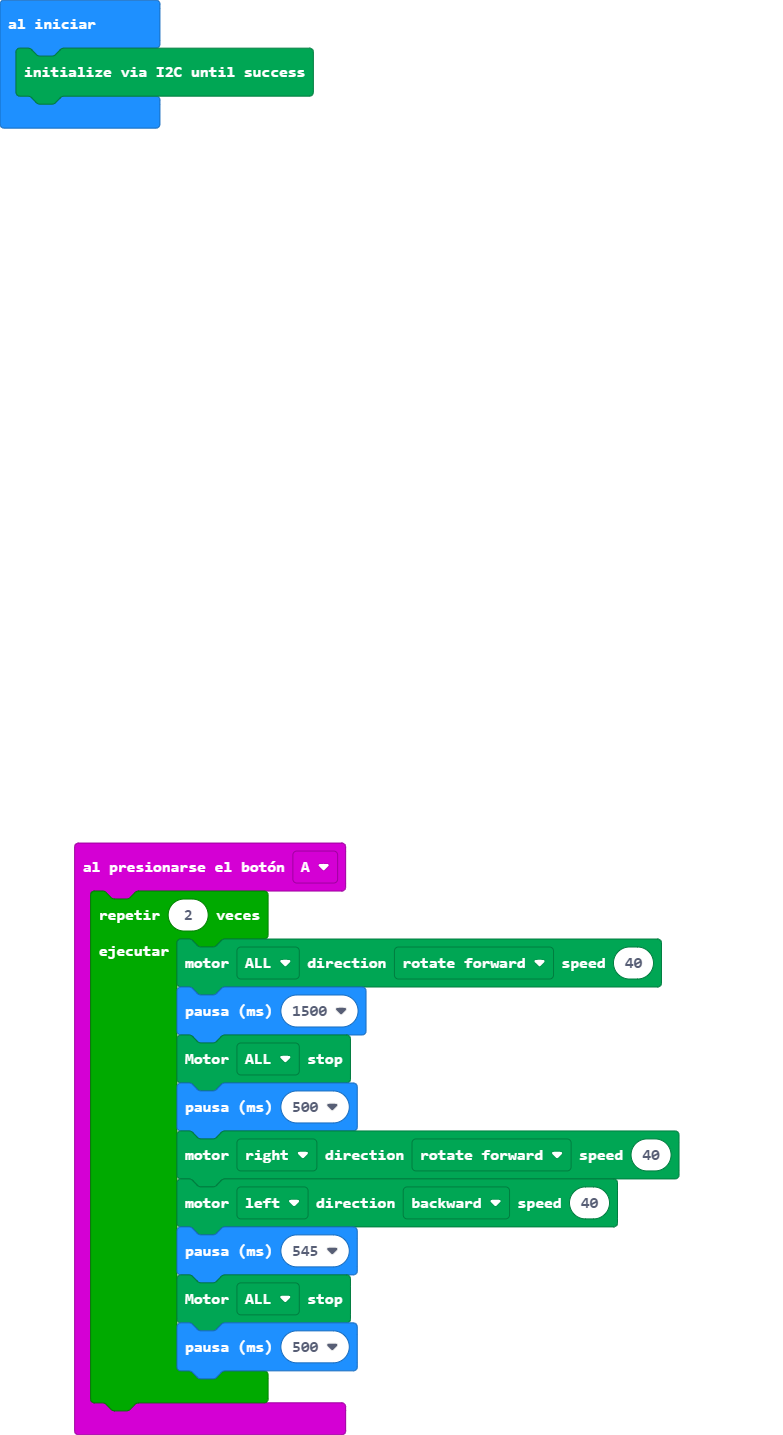 al iniciar
initialize via I2C until success
al presionarse el botón A
repetir 2 veces
ejecutar
motor ALL direction rotate forward speed 40
pausa (ms) 1500
Motor ALL stop
pausa (ms) 500
motor right direction rotate forward speed 40
motor left direction backward speed 40
pausa (ms) 545
Motor ALL stop
pausa (ms) 500